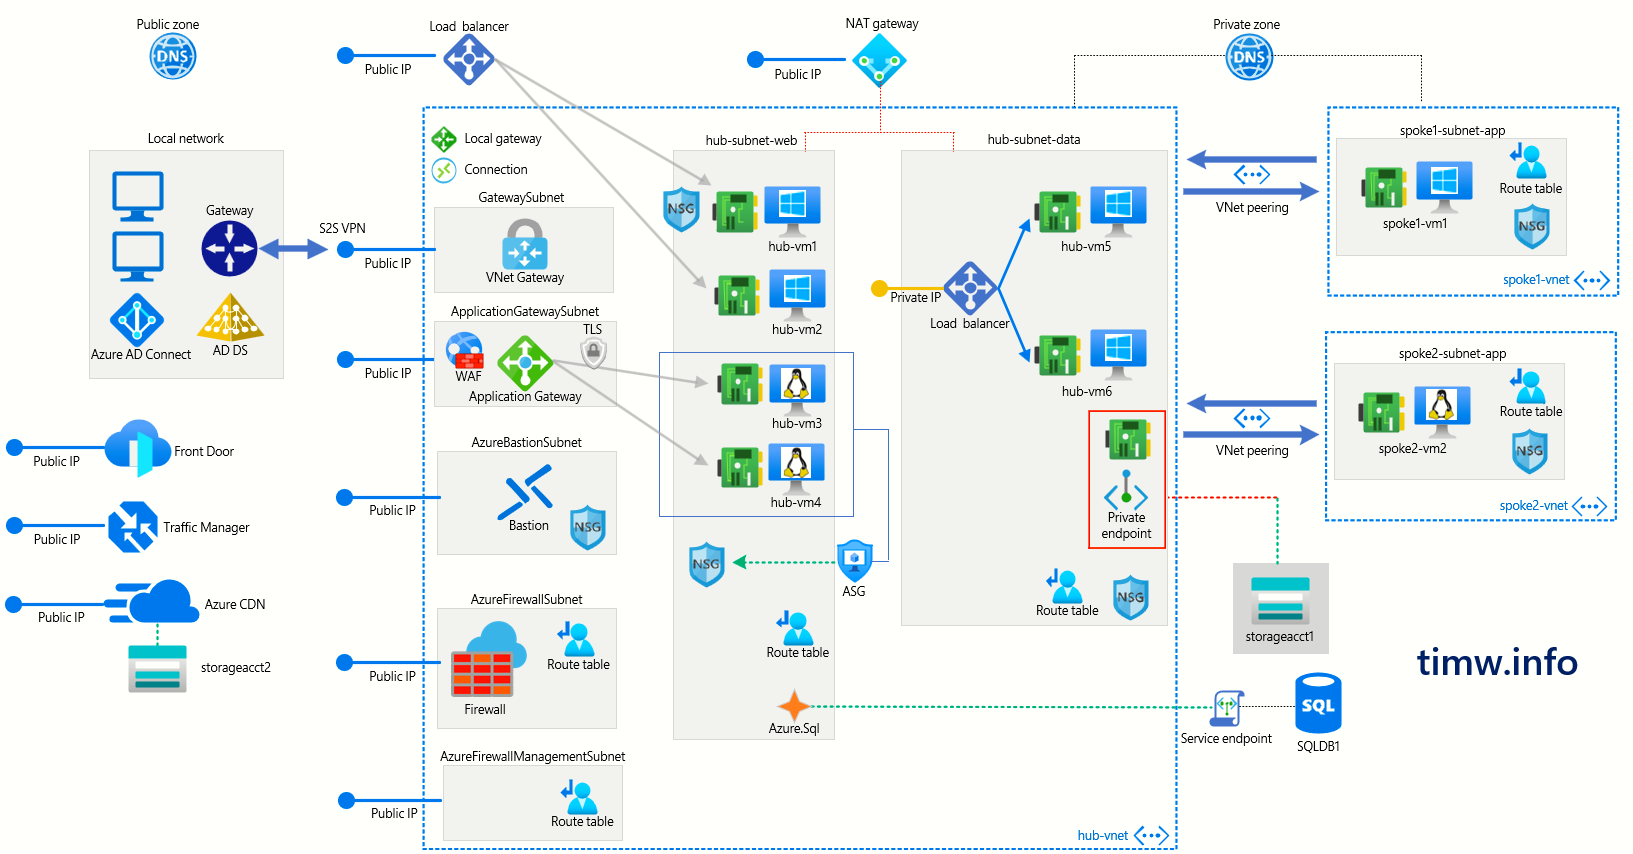 Public zone
DNS
Load  balancer
Public IP
NAT gateway
Public IP
Private zone
DNS
Local network
Gateway
Azure AD Connect
AD DS
S2S VPN
Public IP
Local gateway
Connection
GatewaySubnet
VNet Gateway
ApplicationGatewaySubnet
TLS
WAF
Application Gateway
Public IP
AzureBastionSubnet
Bastion
NSG
Public IP
AzureFirewallSubnet
Firewall
Route table
Public IP
AzureFirewallManagementSubnet
Route table
Public IP
Public IP
Front Door
Public IP
Traffic Manager
Public IP
Azure CDN
storageacct2
hub-subnet-web
NSG
hub-vm1
hub-vm2
hub-vm3
hub-vm4
NSG
ASG
Route table
Azure.Sql
hub-subnet-data
hub-vm5
Private IP
Load  balancer
hub-vm6
Private
endpoint
Route table
NSG
hub-vnet
VNet peering
VNet peering
spoke1-subnet-app
Route table
spoke1-vm1
NSG
spoke1-vnet
spoke2-subnet-app
Route table
spoke2-vm2
NSG
spoke2-vnet
storageacct1
timw.info
Service endpoint
SQL
SQLDB1